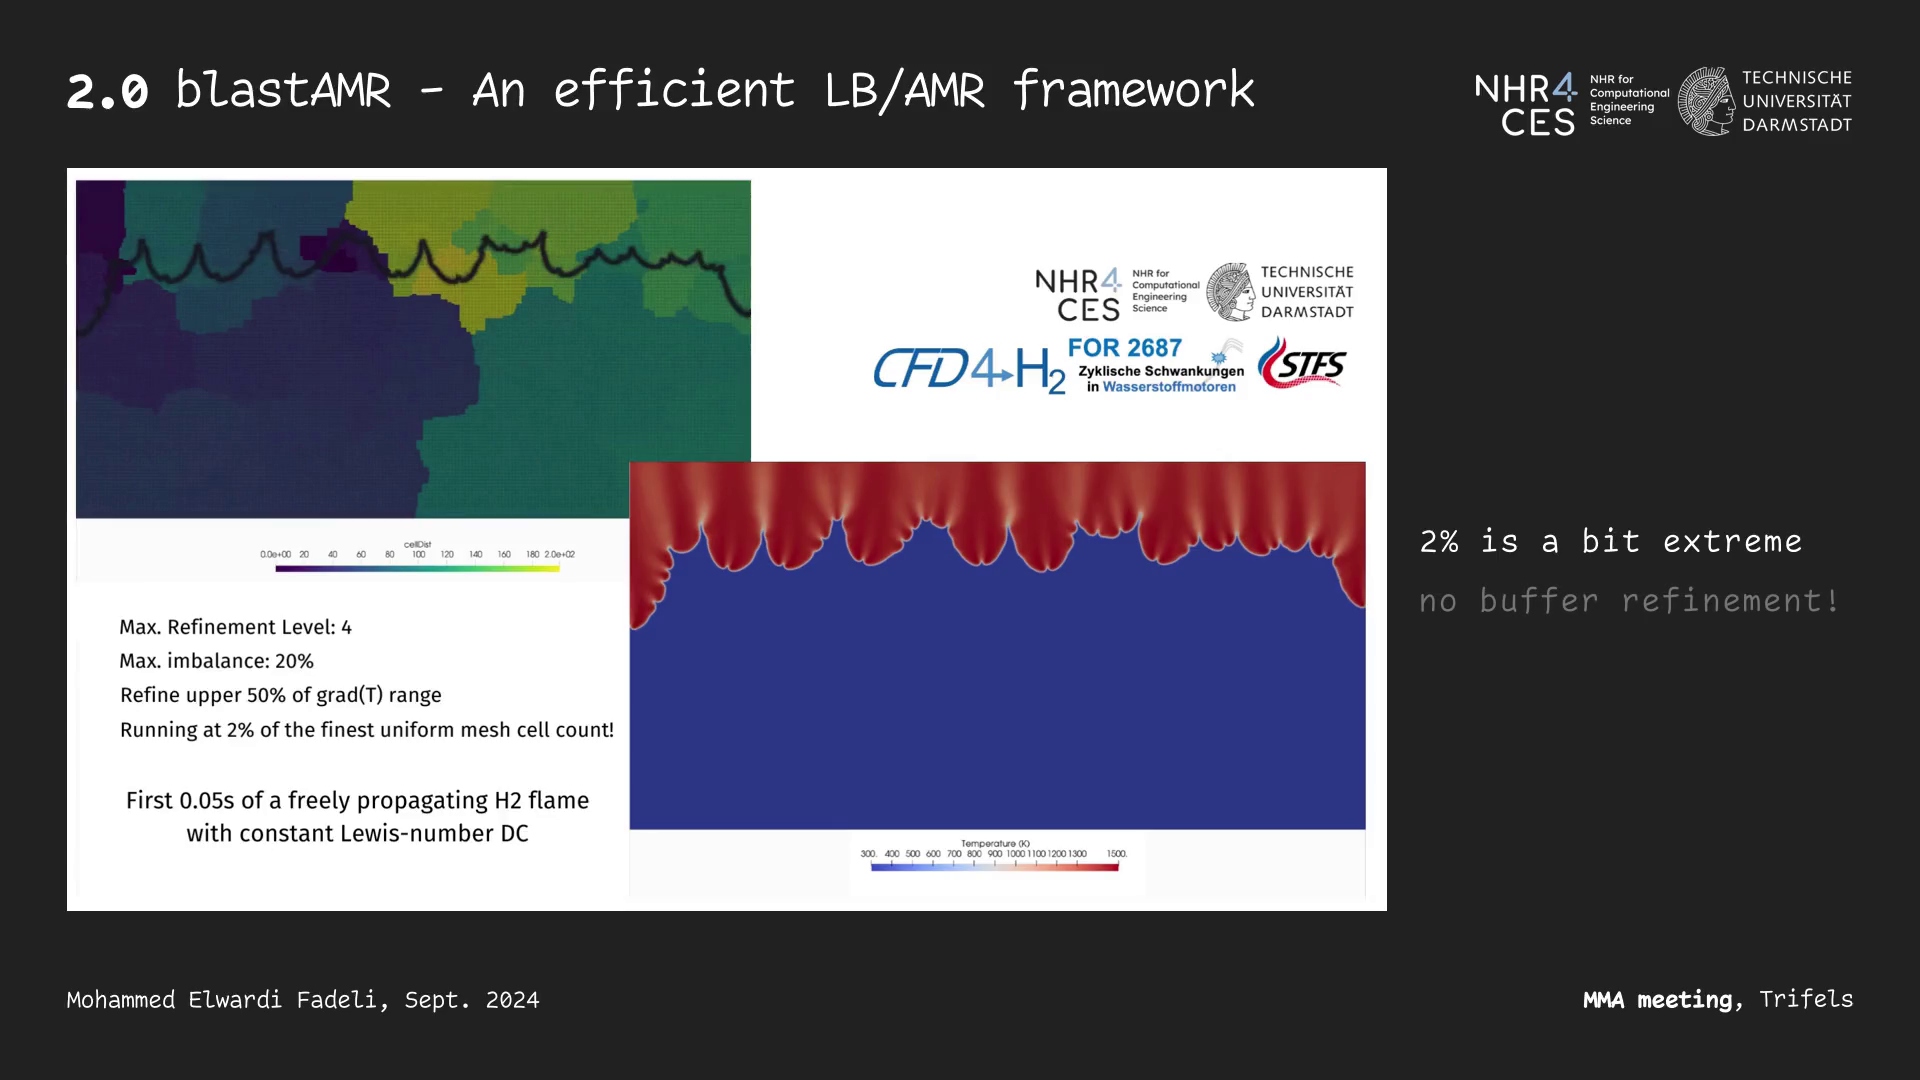 2.0 blastAMR - An efficient LB/AMR framework
NHR4
CES
NHR for
Computational
Engineering
Science
TECHNISCHE
UNIVERSITÄT
DARMSTADT
NHR4
CES
NHR for
Computational
Engineering
Science
TECHNISCHE
UNIVERSITÄT
DARMSTADT
CFD4H2
FOR 2687
Zyklische Schwankungen
in Wasserstoffmotoren
STFS
cellDist
0.0e+00 20 40 60 80 100 120 140 160 180 2.0e+02
Max. Refinement Level: 4
Max. imbalance: 20%
Refine upper 50% of grad(T) range
Running at 2% of the finest uniform mesh cell count!
First 0.05s of a freely propagating H2 flame
with constant Lewis-number DC
Temperature (K)
300. 400 500 600 700 800 900 1000 1100 1200 1300 1500.
2% is a bit extreme
no buffer refinement!
Mohammed Elwardi Fadeli, Sept. 2024
MMA meeting, Trifels